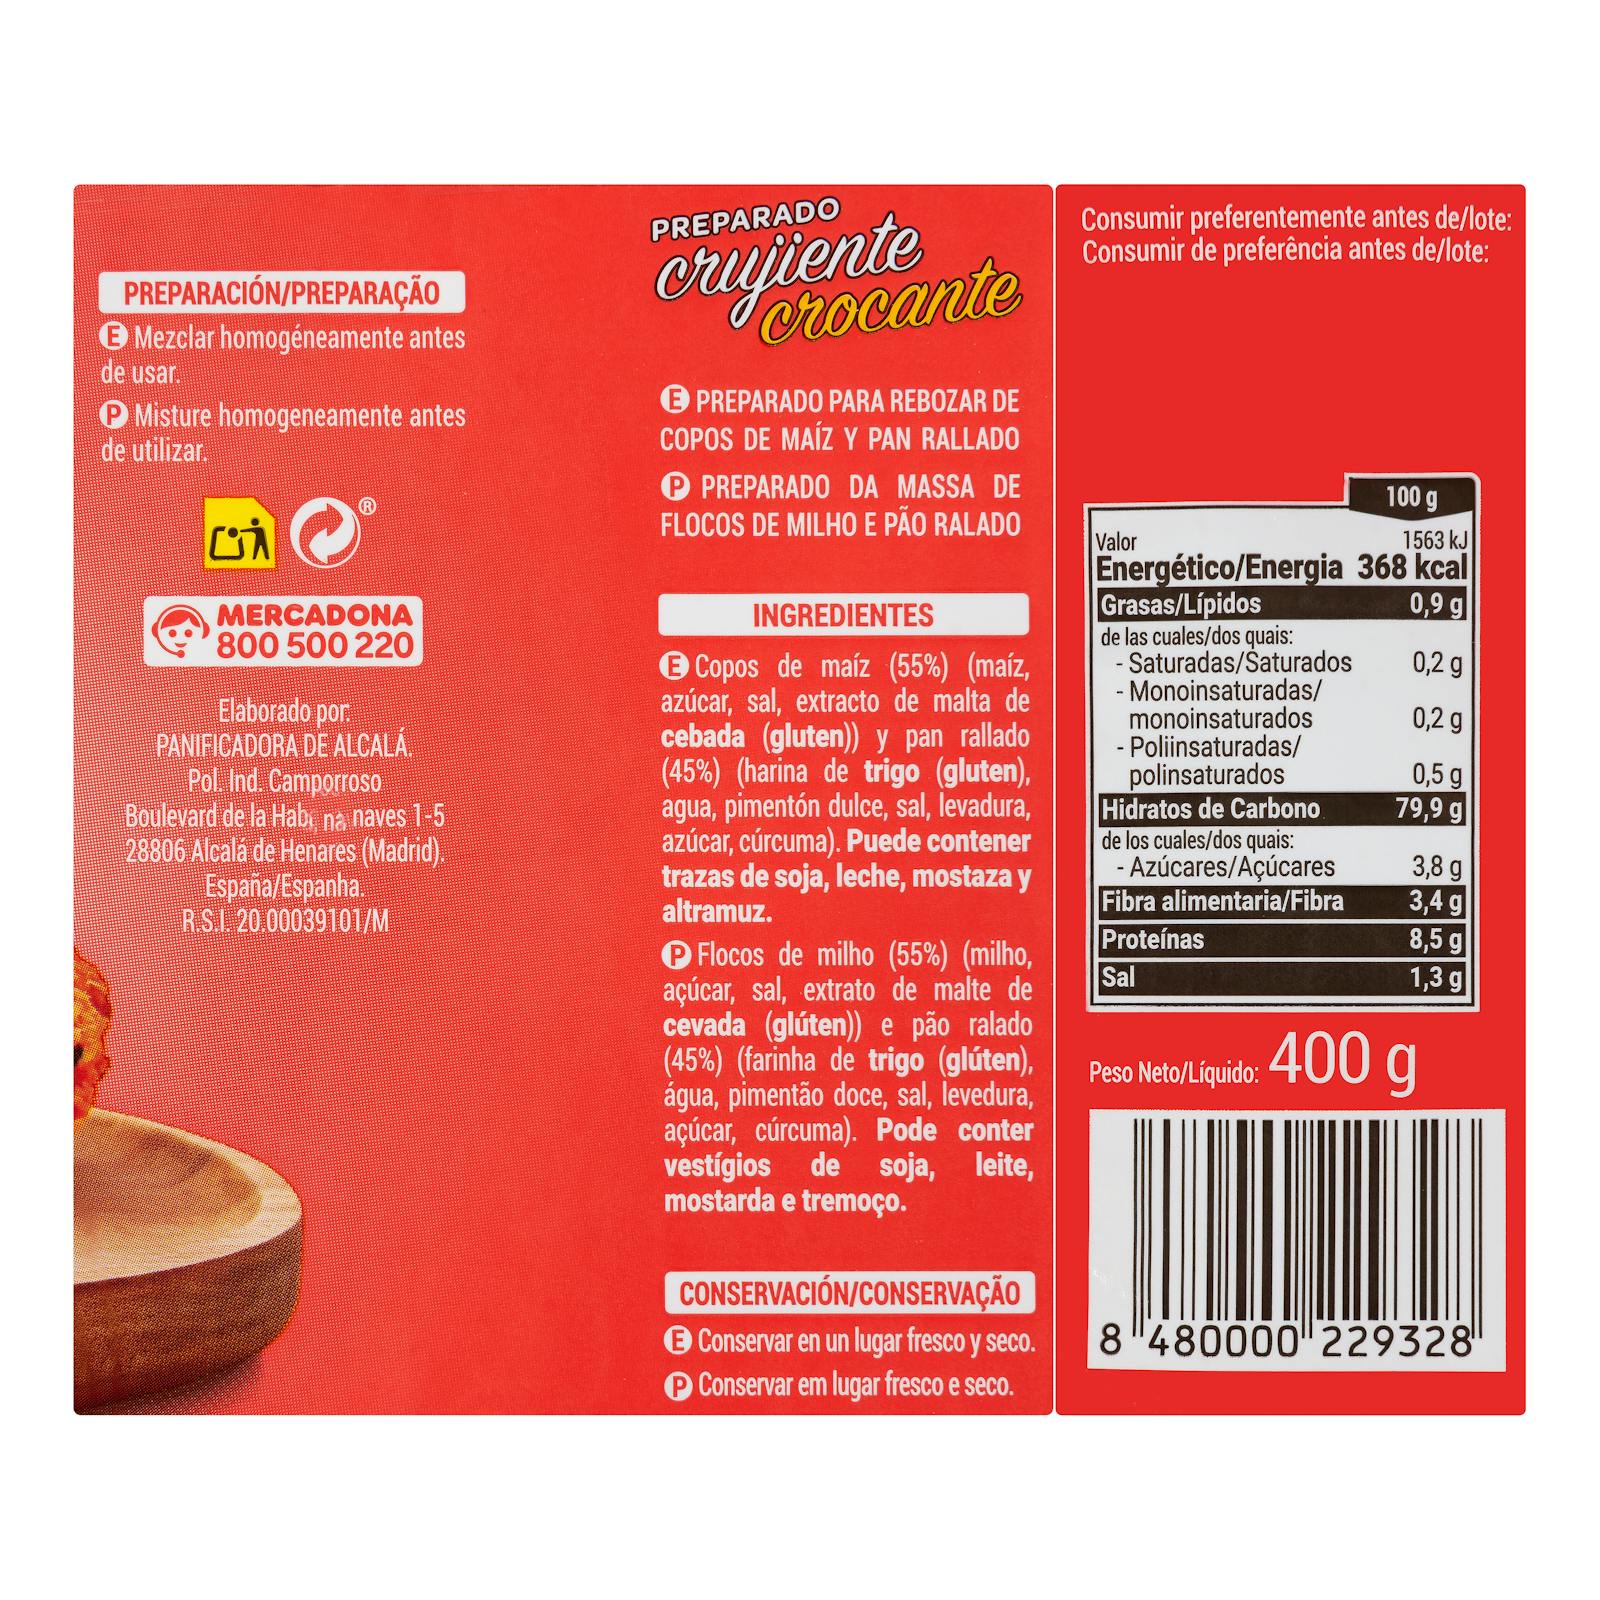 PREPARACIÓN/PREPARAÇÃO
E Mezclar homogéneamente antes
de usar.
P Misture homogeneamente antes
de utilizar.
®
MERCADONA
800 500 220
Elaborado por:
PANIFICADORA DE ALCALÁ.
Pol. Ind. Camporroso
Boulevard de la naves 1-5
28806 Alcalá de Henares (Madrid).
España/Espanha.
R.S.I. 20.00039101/M
PREPARADO
crujiente
crocante
E PREPARADO PARA REBOZAR DE
COPOS DE MAÍZ Y PAN RALLADO
P PREPARADO DA MASSA DE
FLOCOS DE MILHO E PÃO RALADO
INGREDIENTES
E Copos de maíz (55%) (maíz,
azúcar, sal, extracto de malta de
cebada (gluten)) y pan rallado
(45%) (harina de trigo (gluten),
agua, pimentón dulce, sal, levadura,
azúcar, cúrcuma). Puede contener
trazas de soja, leche, mostaza y
altramuz.
P Flocos de milho (55%) (milho,
açúcar, sal, extrato de malte de
cevada (glúten)) e pão ralado
(45%) (farinha de trigo (glúten),
água, pimentão doce, sal, levedura,
açúcar, cúrcuma). Pode conter
vestígios de soja, leite,
mostarda e tremoço.
CONSERVACIÓN/CONSERVAÇÃO
E Conservar en un lugar fresco y seco.
P Conservar em lugar fresco e seco.
Consumir preferentemente antes de/lote:
Consumir de preferência antes de/lote:
100 g
Valor 1563 kJ
Energético/Energia 368 kcal
Grasas/Lípidos 0,9 g
de las cuales/dos quais:
- Saturadas/Saturados 0,2 g
- Monoinsaturadas/
monoinsaturados 0,2 g
- Poliinsaturadas/
polinsaturados 0,5 g
Hidratos de Carbono 79,9 g
de los cuales/dos quais:
- Azúcares/Açúcares 3,8 g
Fibra alimentaria/Fibra 3,4 g
Proteínas 8,5 g
Sal 1,3 g
Peso Neto/Líquido: 400 g
8 480000 229328